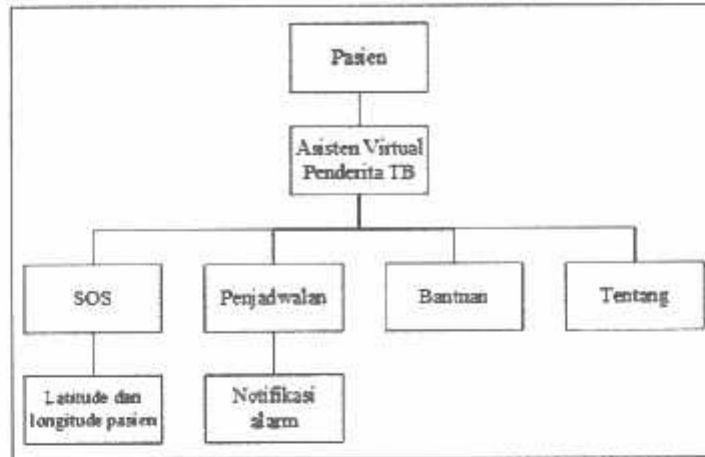 Pasien
Asisten Virtual
Penderita TB
SOS
Penjadwalan
Bantuan
Tentang
Latitude dan
longitude pasien
Notifikasi
alarm